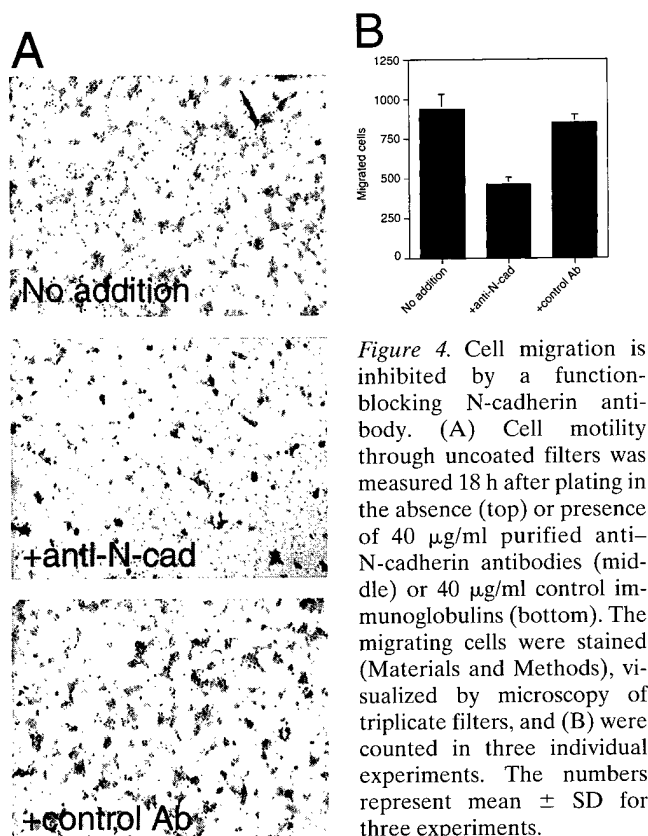 A
No addition
+anti-N-cad
+control Ab
B
1250
1000
750
500
250
0
Migrated cells
No addition
+anti-N-cad
+control Ab
Figure 4. Cell migration is
inhibited by a function-
blocking N-cadherin anti-
body. (A) Cell motility
through uncoated filters was
measured 18 h after plating in
the absence (top) or presence
of 40 μg/ml purified anti–
N-cadherin antibodies (mid-
dle) or 40 μg/ml control im-
munoglobulins (bottom). The
migrating cells were stained
(Materials and Methods), vi-
sualized by microscopy of
triplicate filters, and (B) were
counted in three individual
experiments. The numbers
represent mean ± SD for
three experiments.